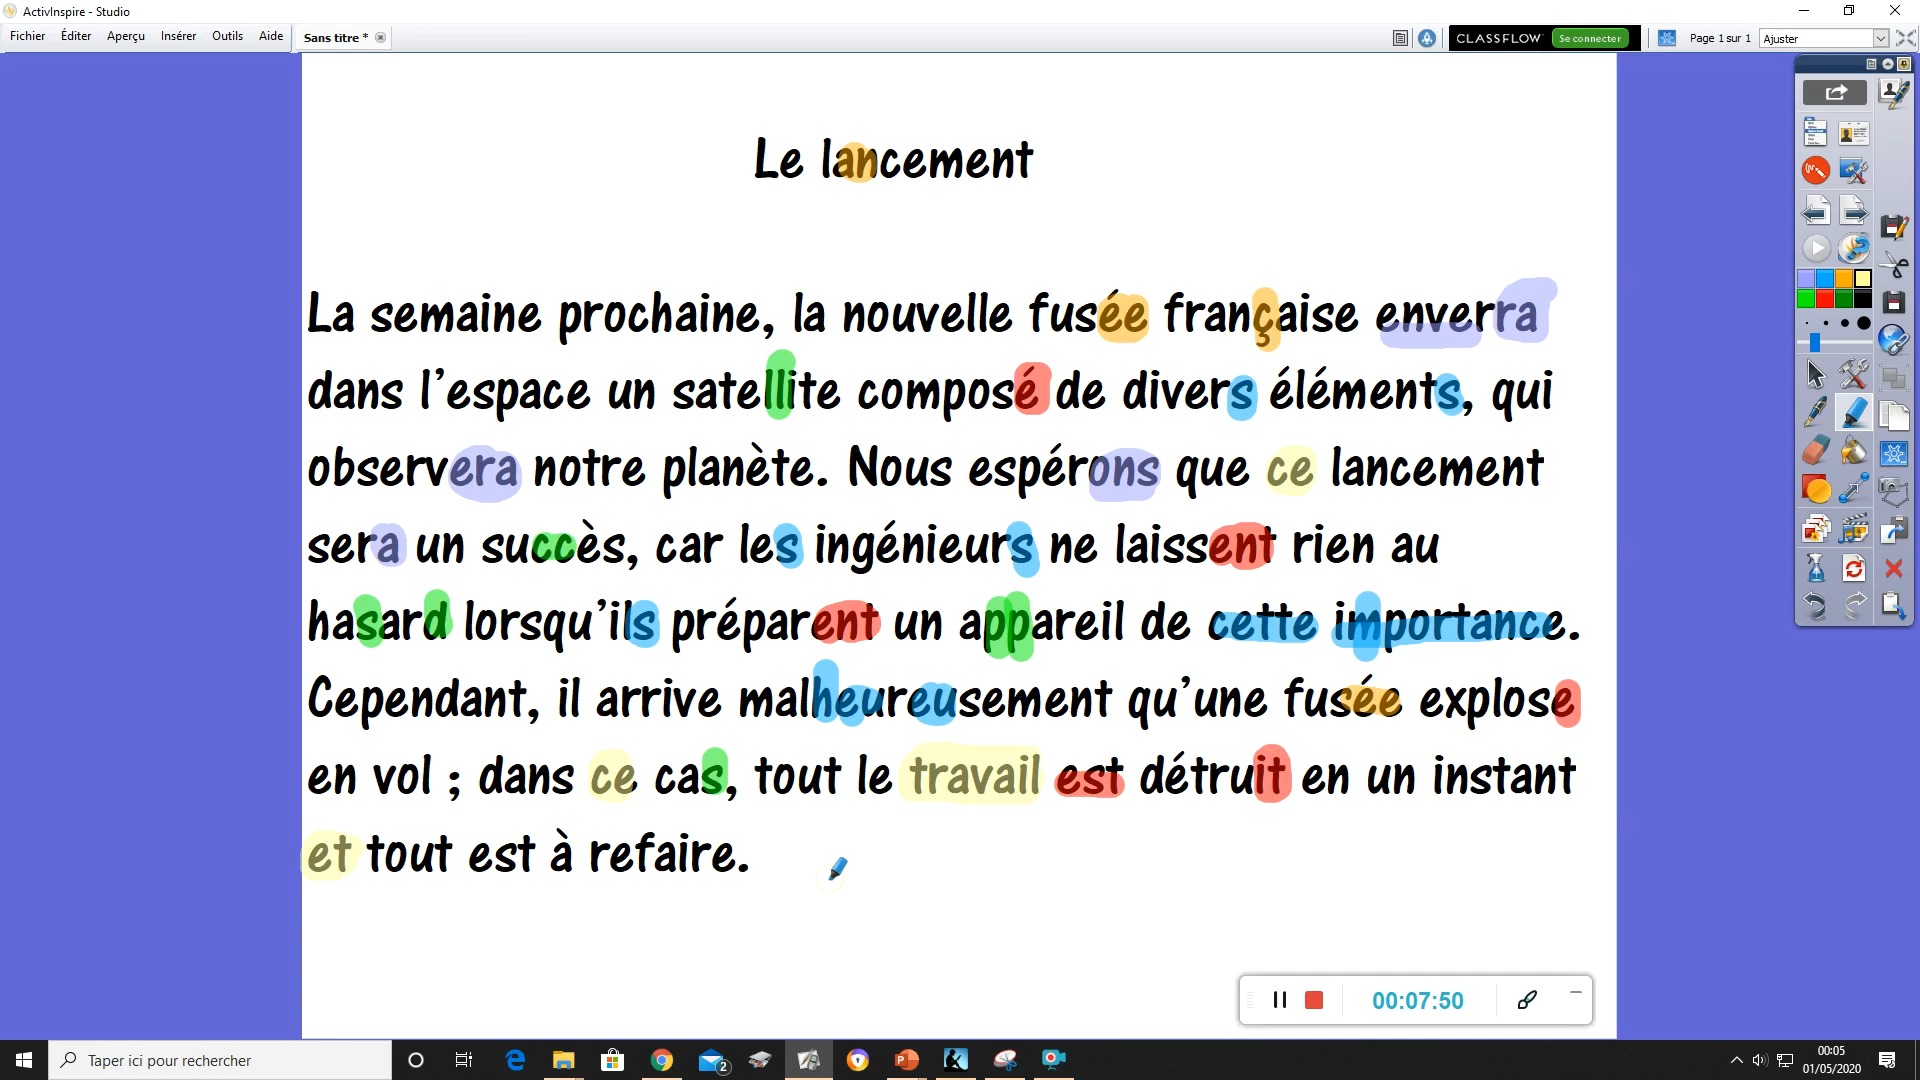 ActivInspire - Studio
Fichier Éditer Aperçu Insérer Outils Aide Sans titre * CLASSFLOW Se connecter Page 1 sur 1 Ajuster
Le lancement
La semaine prochaine, la nouvelle fusée française enverra
dans l'espace un satellite composé de divers éléments, qui
observera notre planète. Nous espérons que ce lancement
sera un succès, car les ingénieurs ne laissent rien au
hasard lorsqu'ils préparent un appareil de cette importance.
Cependant, il arrive malheureusement qu'une fusée explose
en vol ; dans ce cas, tout le travail est détruit en un instant
et tout est à refaire.
00:07:50
Taper ici pour rechercher 2 00:05
01/05/2020